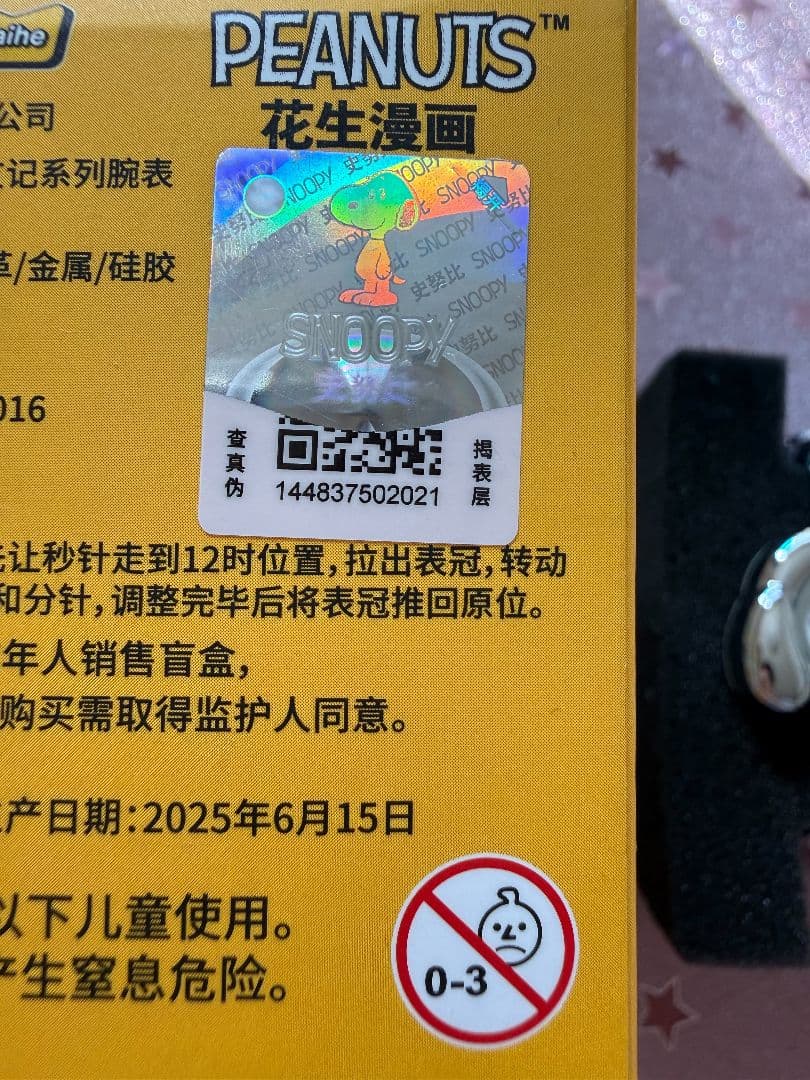 aihe
PEANUTS™
花生漫画
公司
记系列腕表
革/金属/硅胶
016
SNOOPY
史努比
SNOOPY
查真伪
揭表层
144837502021
先让秒针走到12时位置，拉出表冠，转动
和分针，调整完毕后将表冠推回原位。
年人销售盲盒，
购买需取得监护人同意。
生产日期:2025年6月15日
以下儿童使用。
产生窒息危险。
0-3